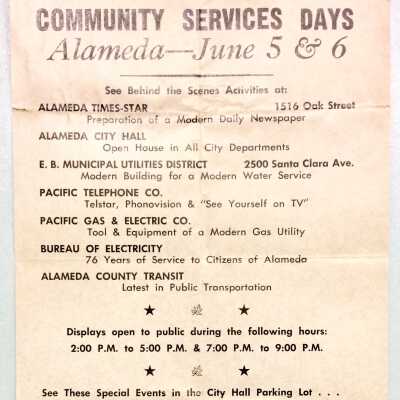 COMMUNITY SERVICES DAYS
Alameda—June 5 & 6
See Behind the Scenes Activities at:
ALAMEDA TIMES-STAR 1516 Oak Street
Preparation of a Modern Daily Newspaper
ALAMEDA CITY HALL
Open House in All City Departments
E. B. MUNICIPAL UTILITIES DISTRICT 2500 Santa Clara Ave.
Modern Building for a Modern Water Service
PACIFIC TELEPHONE CO.
Telstar, Phonovision & "See Yourself on TV"
PACIFIC GAS & ELECTRIC CO.
Tool & Equipment of a Modern Gas Utility
BUREAU OF ELECTRICITY
76 Years of Service to Citizens of Alameda
ALAMEDA COUNTY TRANSIT
Latest in Public Transportation
Displays open to public during the following hours:
2:00 P.M. to 5:00 P.M. & 7:00 P.M. to 9:00 P.M.
See These Special Events in the City Hall Parking Lot . . .